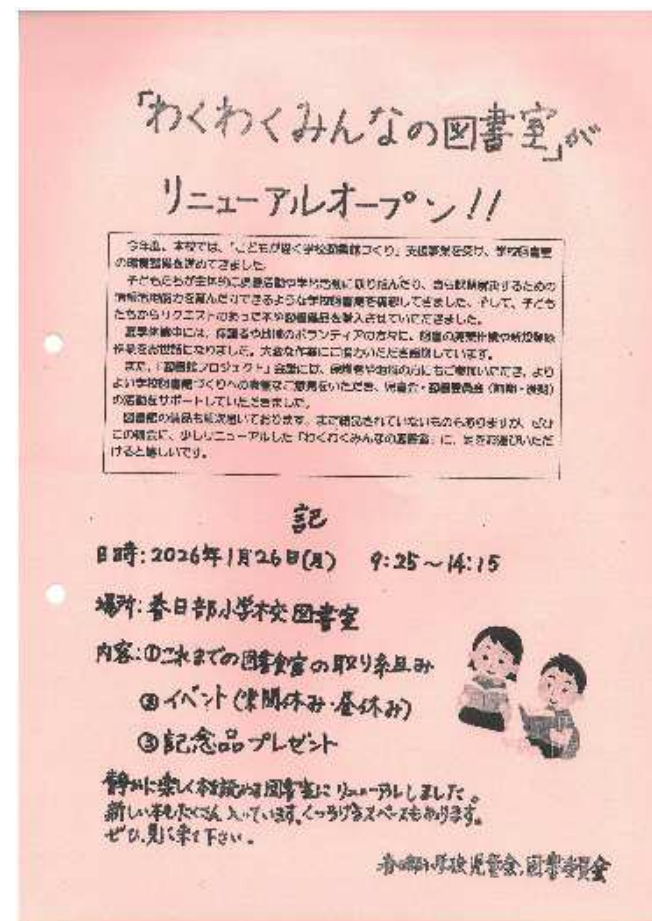 「わくわくみんなの図書室」が
リニューアルオープン!!
今年度、本校では、「こどもが輝く学校図書館づくり」支援事業を受け、学校図書室
の環境整備を進めてきました。
子どもたちが主体的に読書活動や学習活動に取り組んだり、自ら課題解決するための
情報活用能力を育んだりできるような学校図書館を構想してきました。そして、子ども
たちからリクエストのあった本や図書備品を購入させていただきました。
夏季休業中には、保護者や地域のボランティアの方々に、図書の廃棄作業や新規登録
作業をお世話になりました。大変な作業にご協力いただき感謝しています。
また、「図書館プロジェクト」会議には、保護者や地域の方にもご参加いただき、より
よい学校図書館づくりへの貴重なご意見をいただき、児童会・図書委員会（前期・後期）
の活動をサポートしていただきました。
図書館の備品も順次届いております。まだ納品されていないものもありますが、ぜひ
この機会に、少しリニューアルした「わくわくみんなの図書室」に、足をお運びいただ
けると嬉しいです。
記
日時:2026年1月26日(月) 9:25～14:15
場所:春日部小学校図書室
内容:①これまでの図書室の取り組み
②イベント(業間休み・昼休み)
③記念品プレゼント
静かに楽しく本を読める図書室にリニューアルしました。
新しい本もたくさん入っています。くつろげるスペースもあります。
ぜひ、見に来て下さい。
春日部小学校児童会、図書委員会